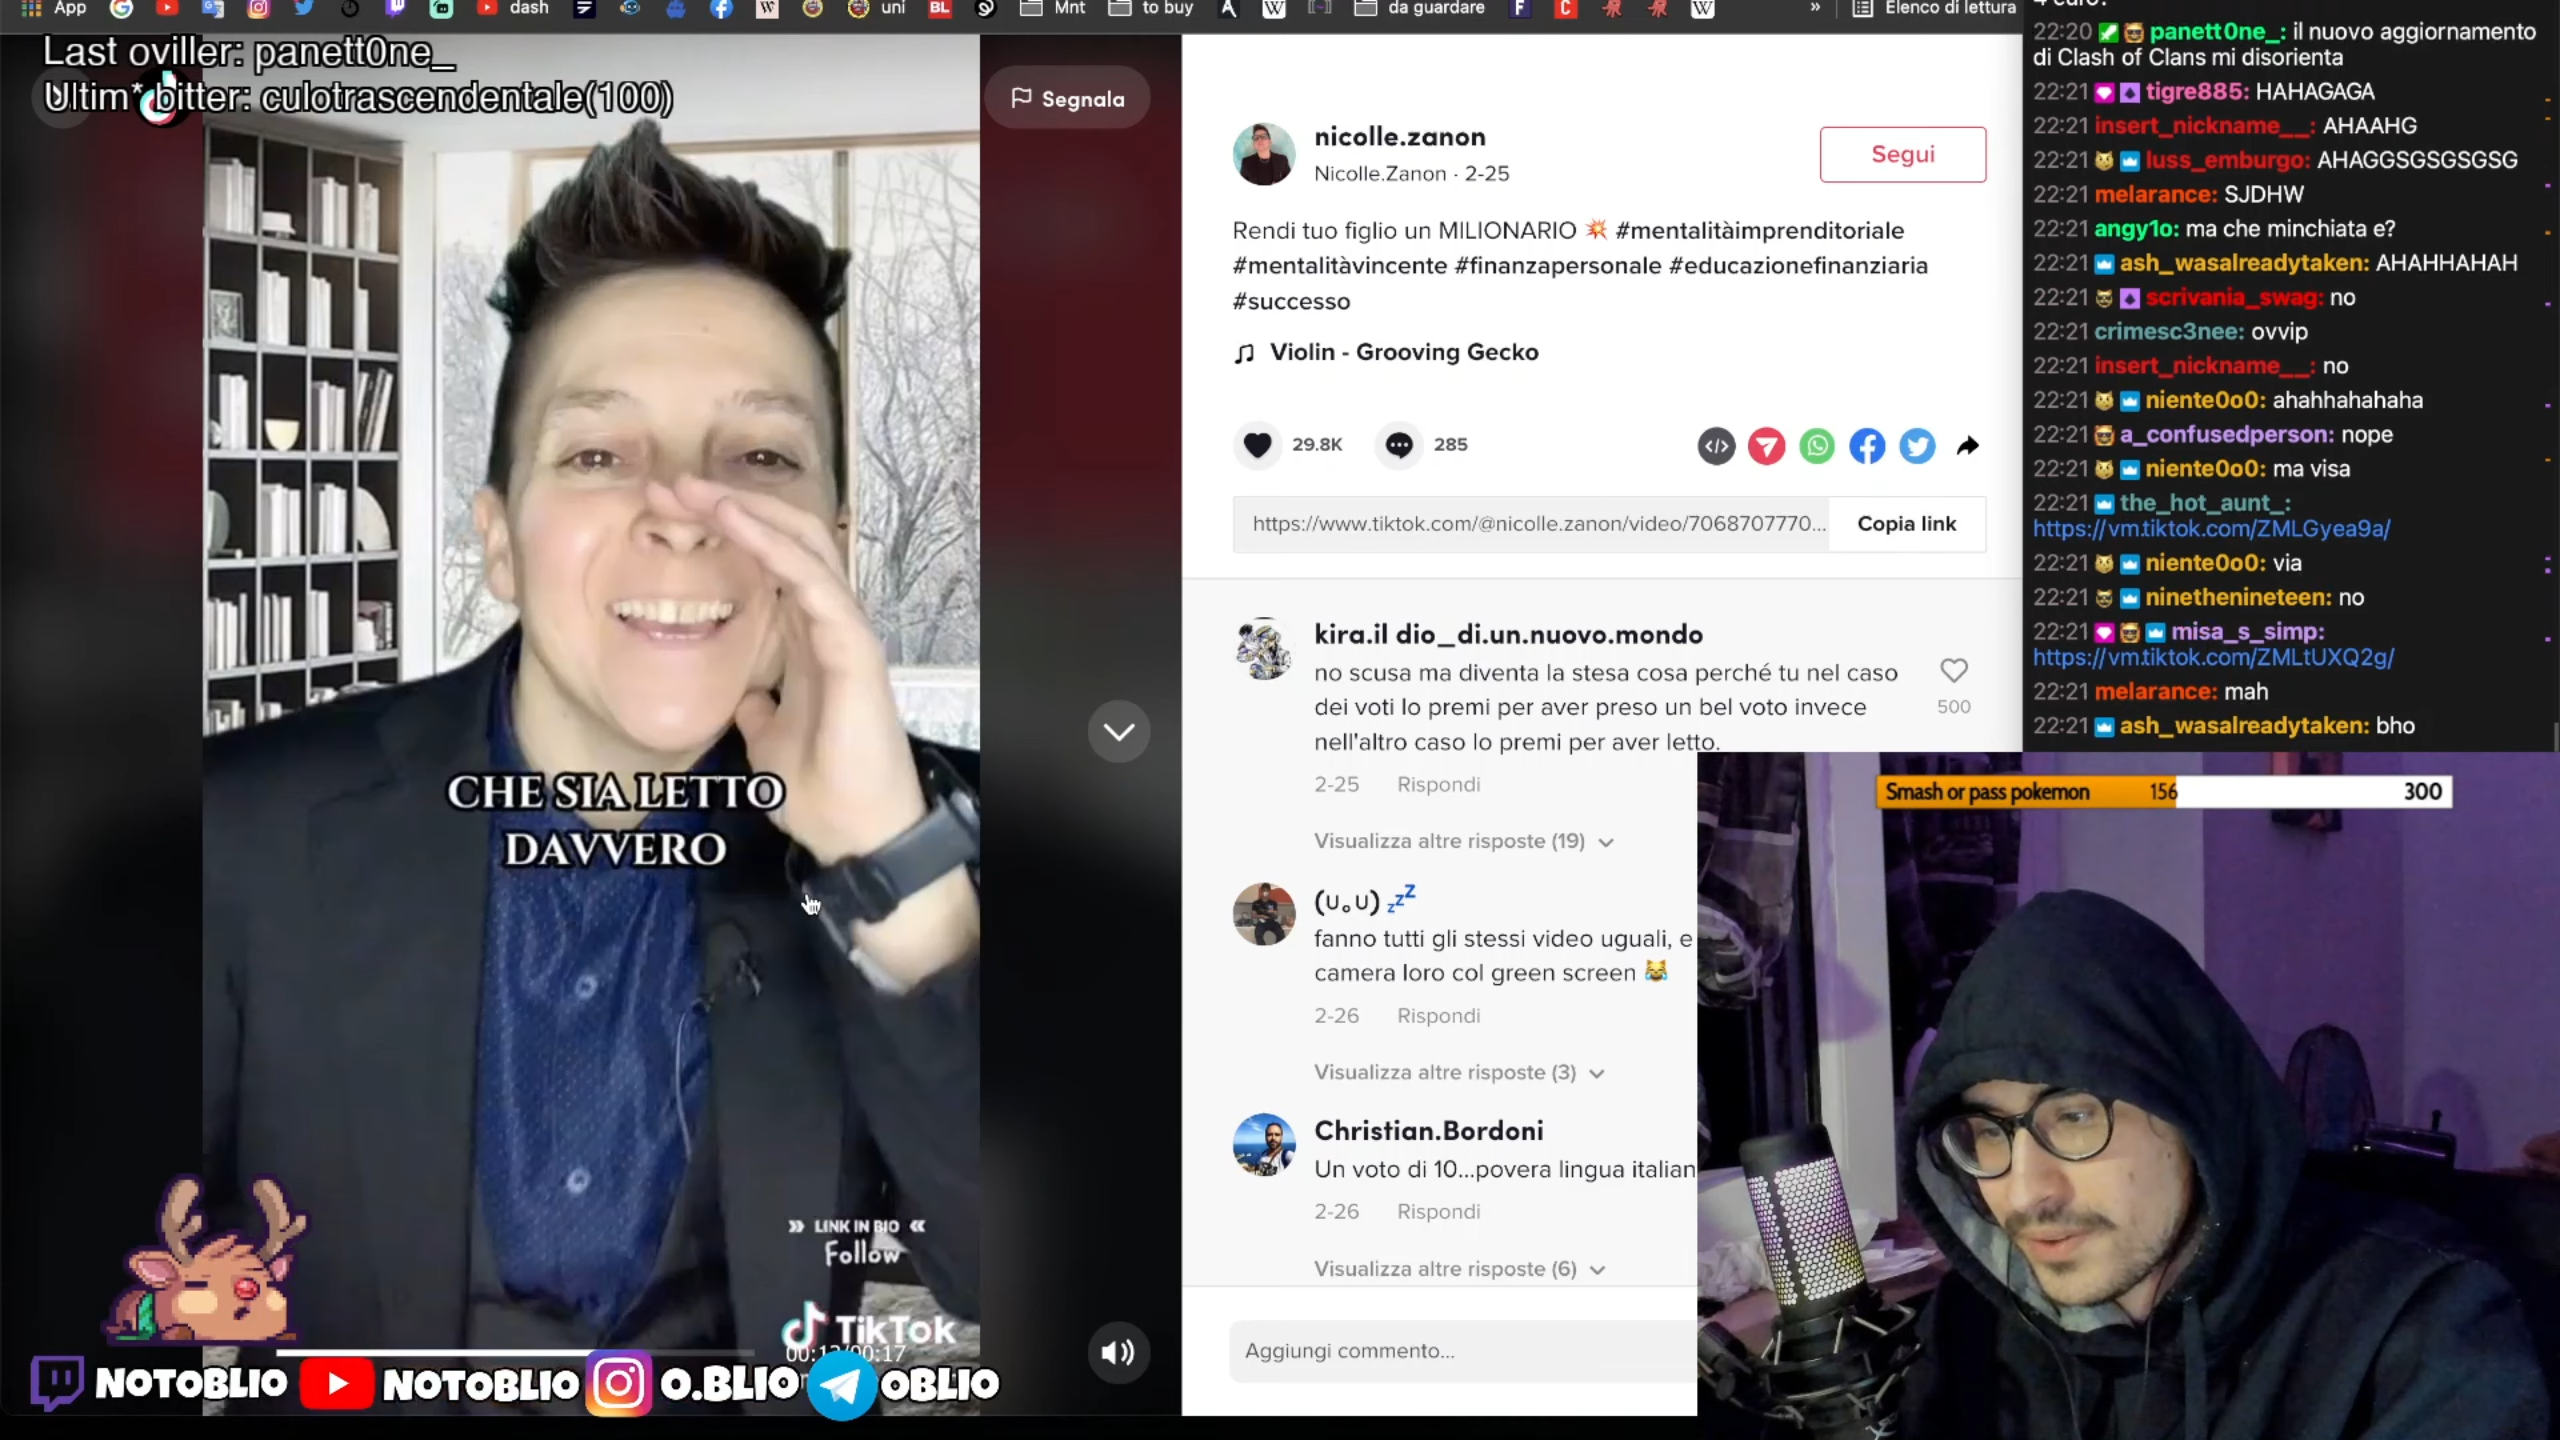 App
dash
uni
BL
Mnt
to buy
da guardare
»
Elenco di lettura
Last oviller: panett0ne_
Ultim* bitter: culotrascendentale(100)
Segnala
CHE SIA LETTO
DAVVERO
» LINK IN BIO «
Follow
TikTok
NOTOBLIO
NOTOBLIO
O.BLIO
OBLIO
nicolle.zanon
Nicolle.Zanon · 2-25
Segui
Rendi tuo figlio un MILIONARIO 💥 #mentalitàimprenditoriale
#mentalitàvincente #finanzapersonale #educazionefinanziaria
#successo
Violin - Grooving Gecko
29.8K
285
https://www.tiktok.com/@nicolle.zanon/video/7068707770...
Copia link
kira.il dio_di.un.nuovo.mondo
no scusa ma diventa la stesa cosa perché tu nel caso
dei voti lo premi per aver preso un bel voto invece
nell'altro caso lo premi per aver letto.
500
2-25 Rispondi
Visualizza altre risposte (19)
(∪｡∪) 💤
fanno tutti gli stessi video uguali, e
camera loro col green screen 😹
2-26 Rispondi
Visualizza altre risposte (3)
Christian.Bordoni
Un voto di 10...povera lingua italian
2-26 Rispondi
Visualizza altre risposte (6)
Aggiungi commento...
22:20 panett0ne_: il nuovo aggiornamento
di Clash of Clans mi disorienta
22:21 tigre885: HAHAGAGA
22:21 insert_nickname__: AHAAHG
22:21 luss_emburgo: AHAGGSGSGSGSG
22:21 melarance: SJDHW
22:21 angy1o: ma che minchiata e?
22:21 ash_wasalreadytaken: AHAHHAHAH
22:21 scrivania_swag: no
22:21 crimesc3nee: ovvip
22:21 insert_nickname__: no
22:21 niente0o0: ahahhahahaha
22:21 a_confusedperson: nope
22:21 niente0o0: ma visa
22:21 the_hot_aunt_:
https://vm.tiktok.com/ZMLGyea9a/
22:21 niente0o0: via
22:21 ninethenineteen: no
22:21 misa_s_simp:
https://vm.tiktok.com/ZMLtUXQ2g/
22:21 melarance: mah
22:21 ash_wasalreadytaken: bho
Smash or pass pokemon 156 300